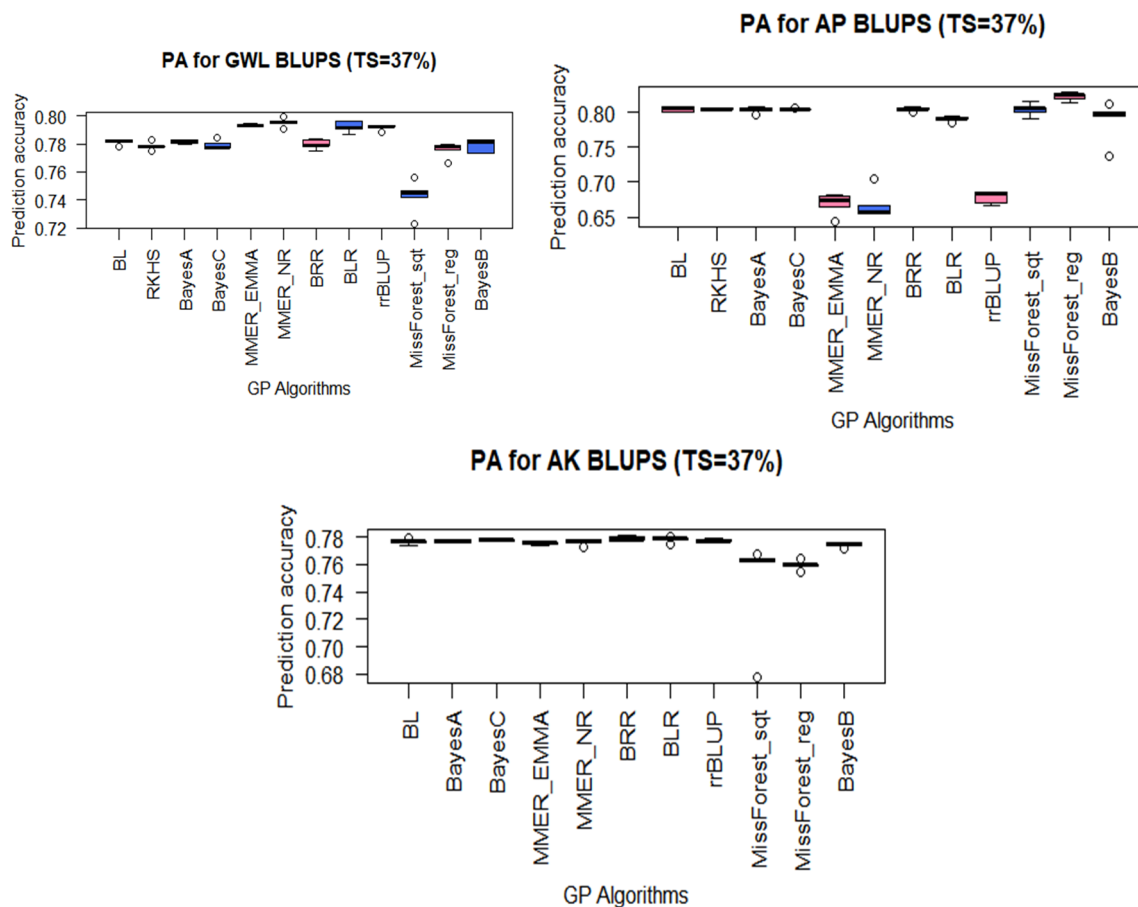 PA for GWL BLUPS (TS=37%)
Prediction accuracy
0.80
0.78
0.76
0.74
0.72
BL
RKHS
BayesA
BayesC
MMER_EMMA
MMER_NR
BRR
BLR
rrBLUP
MissForest_sqt
MissForest_reg
BayesB
GP Algorithms
PA for AP BLUPS (TS=37%)
Prediction accuracy
0.80
0.75
0.70
0.65
BL
RKHS
BayesA
BayesC
MMER_EMMA
MMER_NR
BRR
BLR
rrBLUP
MissForest_sqt
MissForest_reg
BayesB
GP Algorithms
PA for AK BLUPS (TS=37%)
Prediction accuracy
0.78
0.76
0.74
0.72
0.70
0.68
BL
BayesA
BayesC
MMER_EMMA
MMER_NR
BRR
BLR
rrBLUP
MissForest_sqt
MissForest_reg
BayesB
GP Algorithms